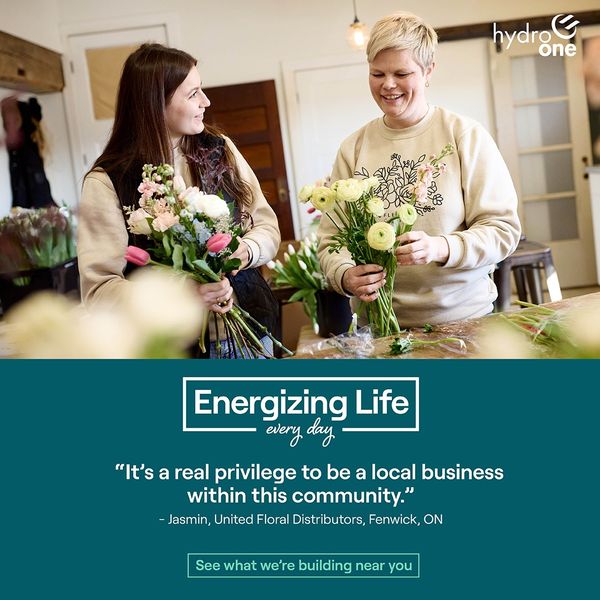 hydro
one
Energizing Life
every day
“It’s a real privilege to be a local business
within this community.”
- Jasmin, United Floral Distributors, Fenwick, ON
See what we’re building near you